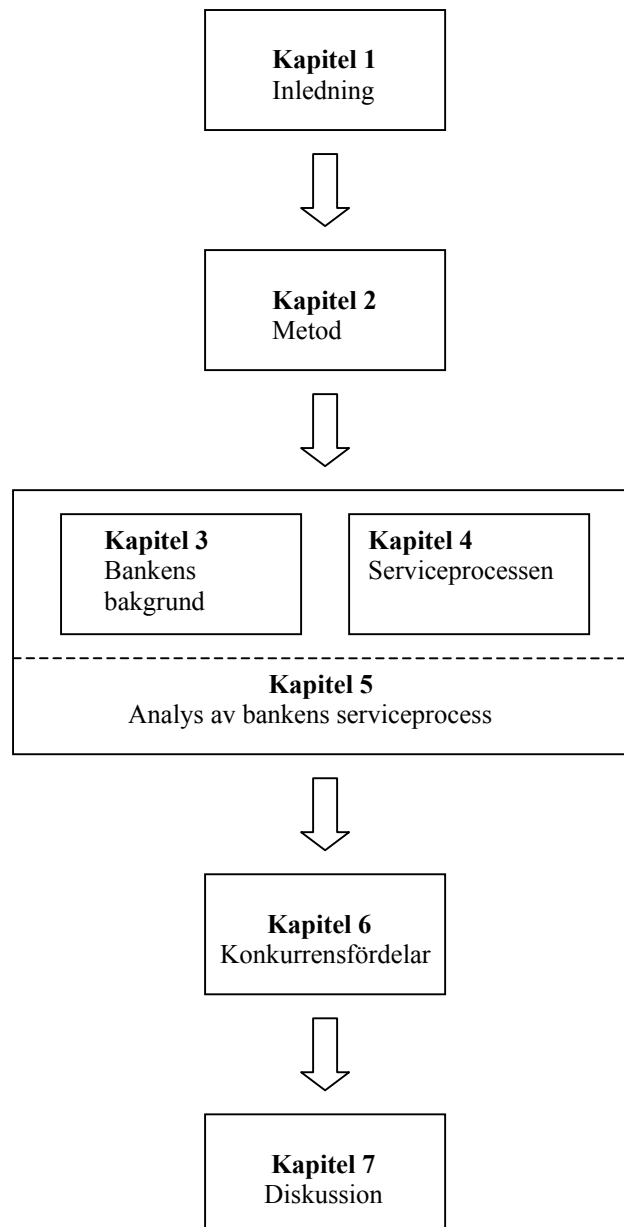 Kapitel 1
Inledning
Kapitel 2
Metod
Kapitel 3
Bankens
bakgrund
Kapitel 4
Serviceprocessen
Kapitel 5
Analys av bankens serviceprocess
Kapitel 6
Konkurrensfördelar
Kapitel 7
Diskussion